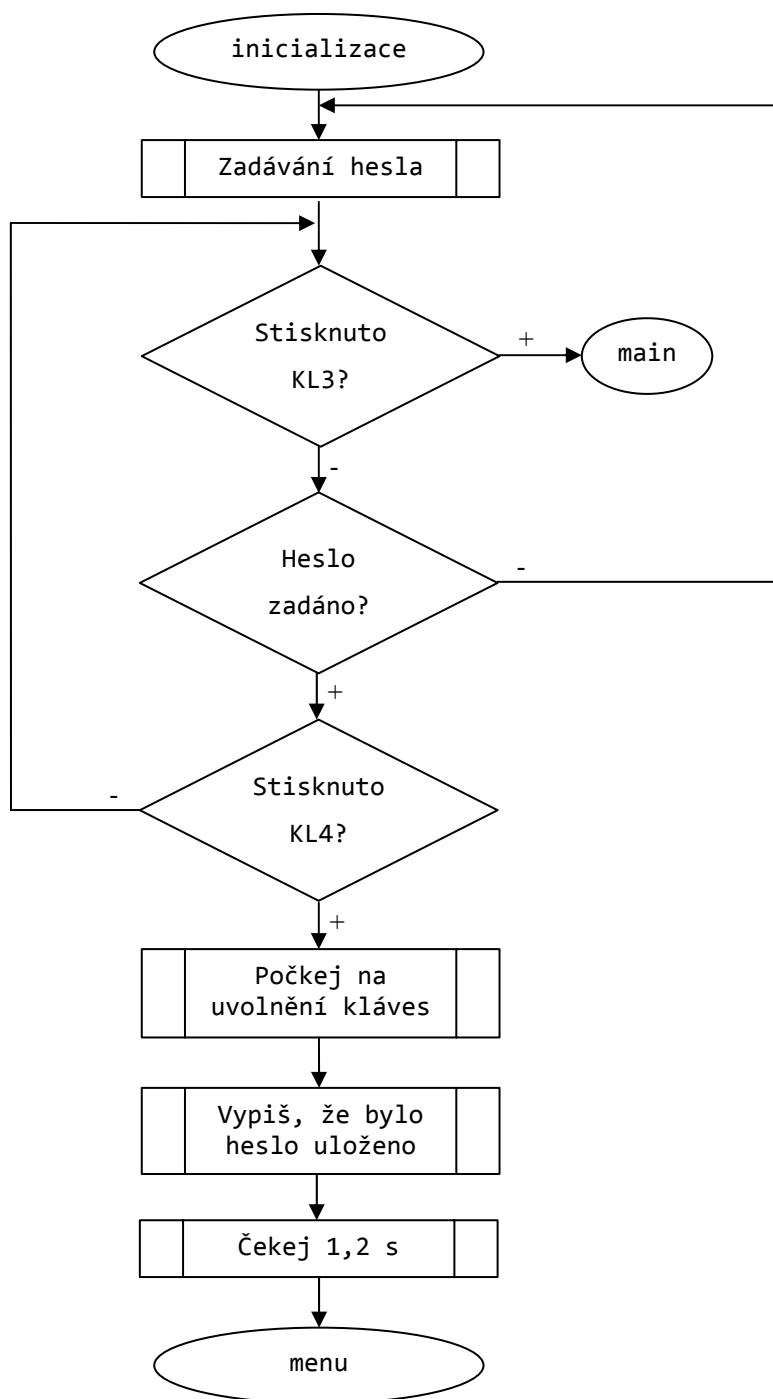 inicializace
Zadávání hesla
Stisknuto
KL3?
+
main
-
Heslo
zadáno?
-
+
Stisknuto
KL4?
-
+
Počkej na
uvolnění kláves
Vypiš, že bylo
heslo uloženo
Čekej 1,2 s
menu